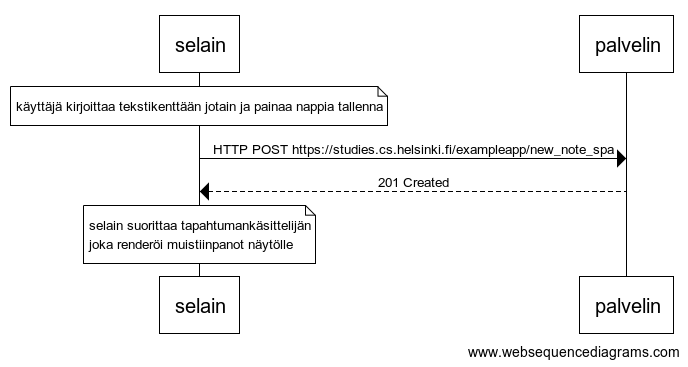 selain
palvelin
käyttäjä kirjoittaa tekstikenttään jotain ja painaa nappia tallenna
HTTP POST https://studies.cs.helsinki.fi/exampleapp/new_note_spa
201 Created
selain suorittaa tapahtumankäsittelijän
joka renderöi muistiinpanot näytölle
selain
palvelin
www.websequencediagrams.com